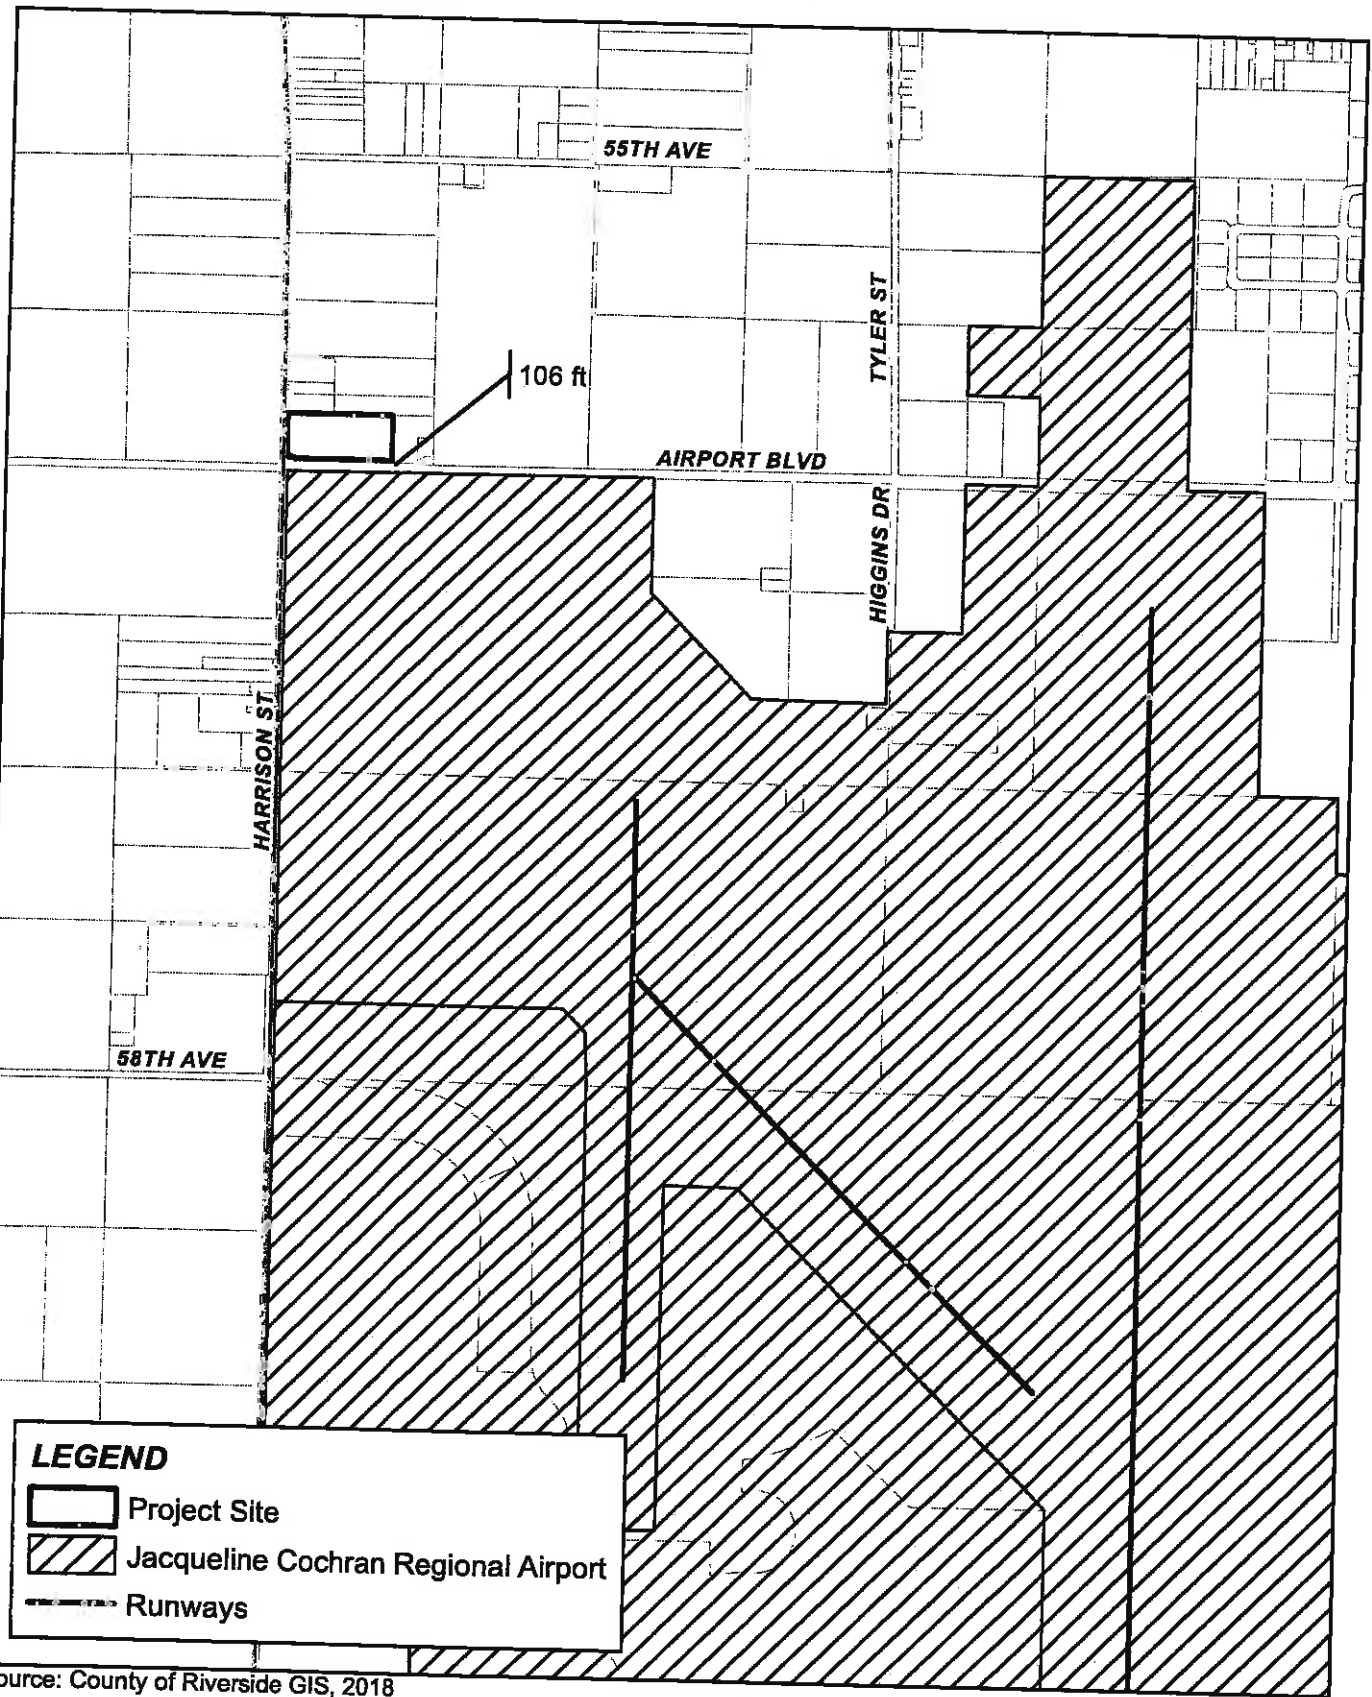 55TH AVE
TYLER ST
106 ft
AIRPORT BLVD
HIGGINS DR
HARRISON ST
58TH AVE
LEGEND
Project Site
Jacqueline Cochran Regional Airport
Runways
ource: County of Riverside GIS, 2018